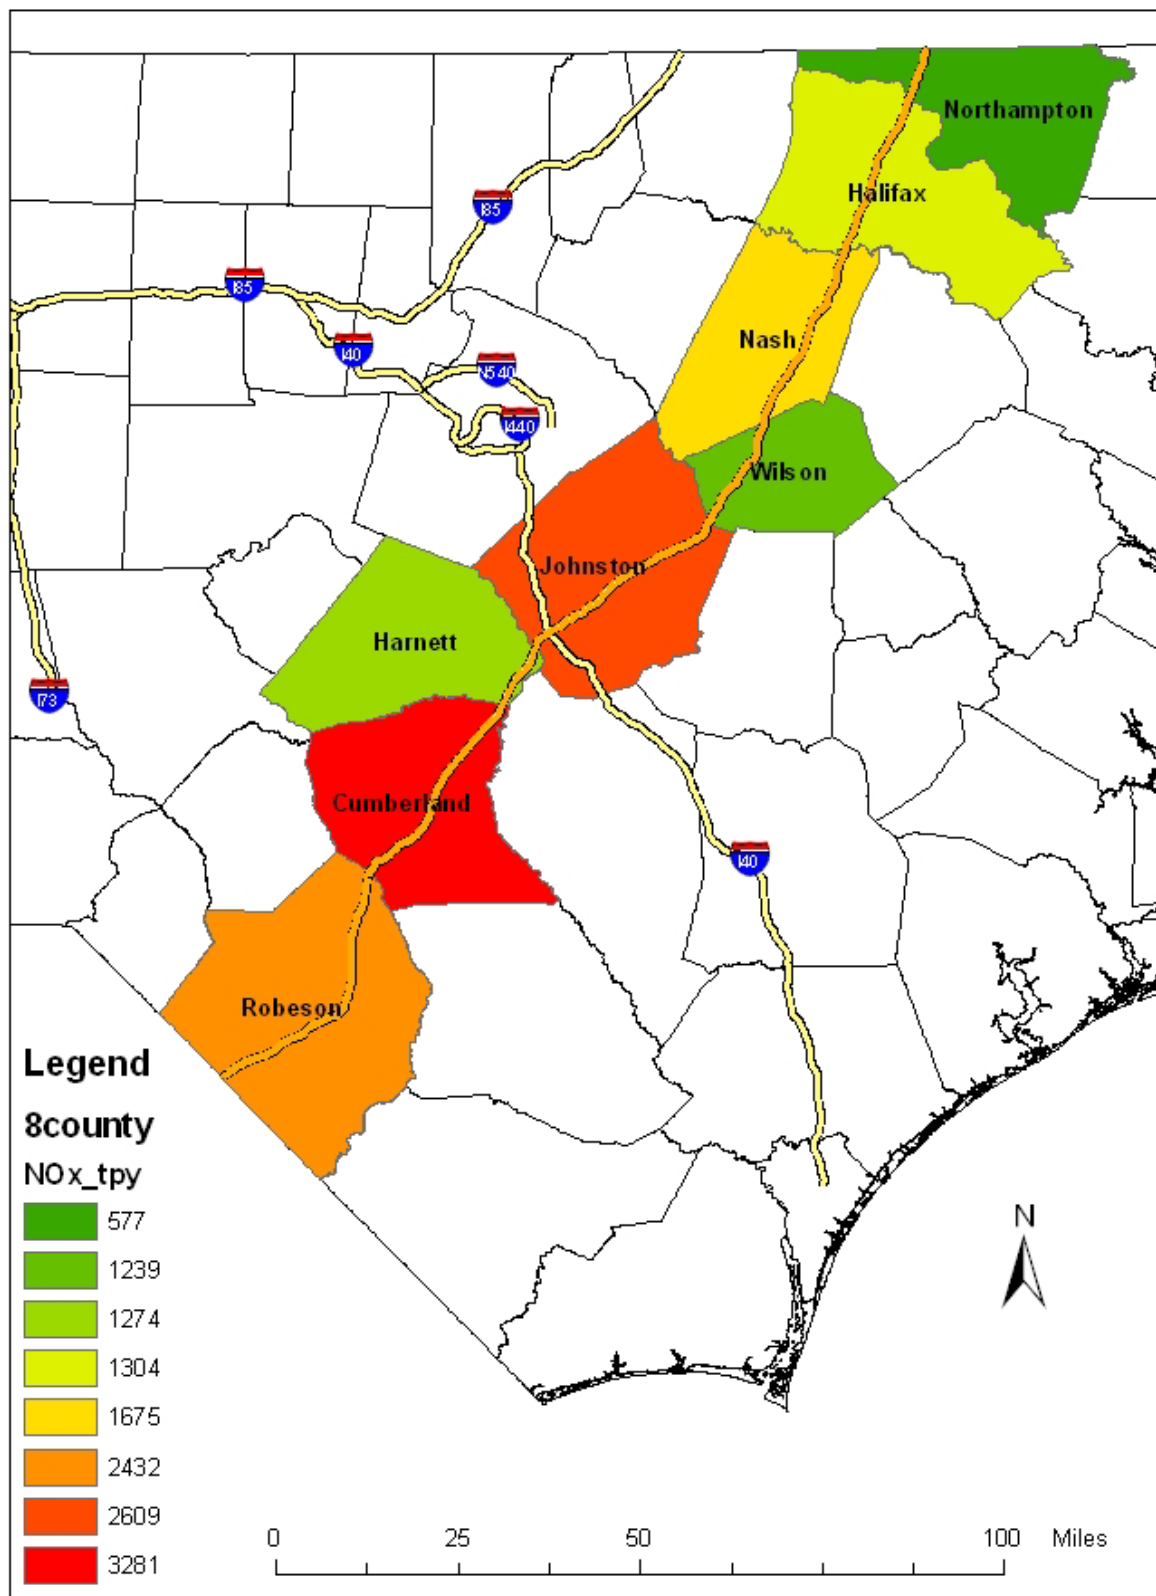 Northampton
Halifax
I85
I85
Nash
I40
N540
I440
Wilson
Johnston
Harnett
I73
Cumberland
I40
Robeson
Legend
8county
NOx_tpy
577
1239
1274
1304
1675
2432
2609
3281
N
0 25 50 100 Miles